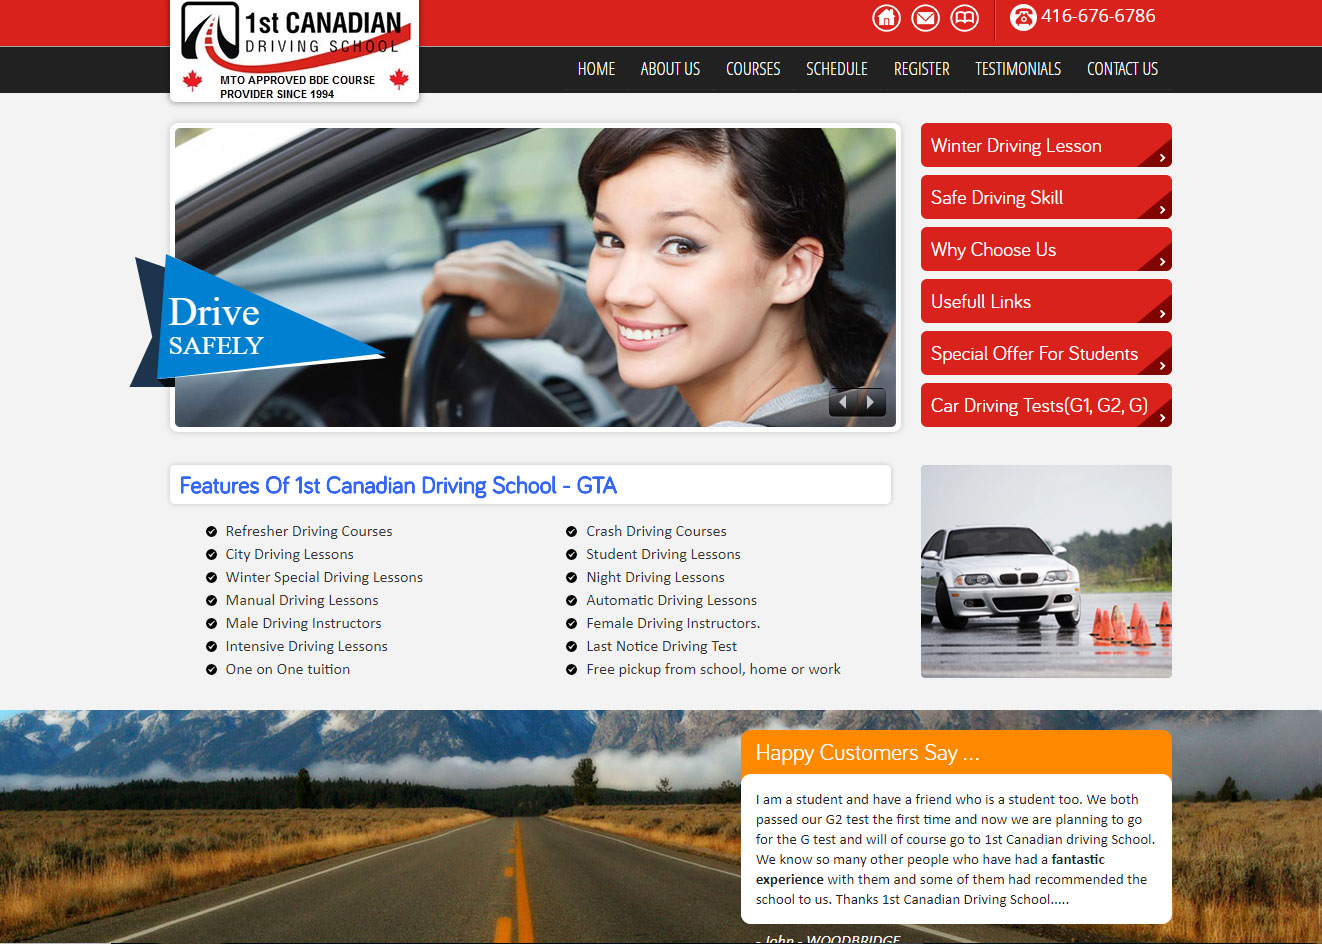 1st CANADIAN
DRIVING SCHOOL
MTO APPROVED BDE COURSE
PROVIDER SINCE 1994
416-676-6786
HOME ABOUT US COURSES SCHEDULE REGISTER TESTIMONIALS CONTACT US
Drive
SAFELY
Winter Driving Lesson
Safe Driving Skill
Why Choose Us
Usefull Links
Special Offer For Students
Car Driving Tests(G1, G2, G)
Features Of 1st Canadian Driving School - GTA
Refresher Driving Courses
City Driving Lessons
Winter Special Driving Lessons
Manual Driving Lessons
Male Driving Instructors
Intensive Driving Lessons
One on One tuition
Crash Driving Courses
Student Driving Lessons
Night Driving Lessons
Automatic Driving Lessons
Female Driving Instructors.
Last Notice Driving Test
Free pickup from school, home or work
Happy Customers Say ...
I am a student and have a friend who is a student too. We both
passed our G2 test the first time and now we are planning to go
for the G test and will of course go to 1st Canadian driving School.
We know so many other people who have had a fantastic
experience with them and some of them had recommended the
school to us. Thanks 1st Canadian Driving School.....
- John - WOODBRIDGE